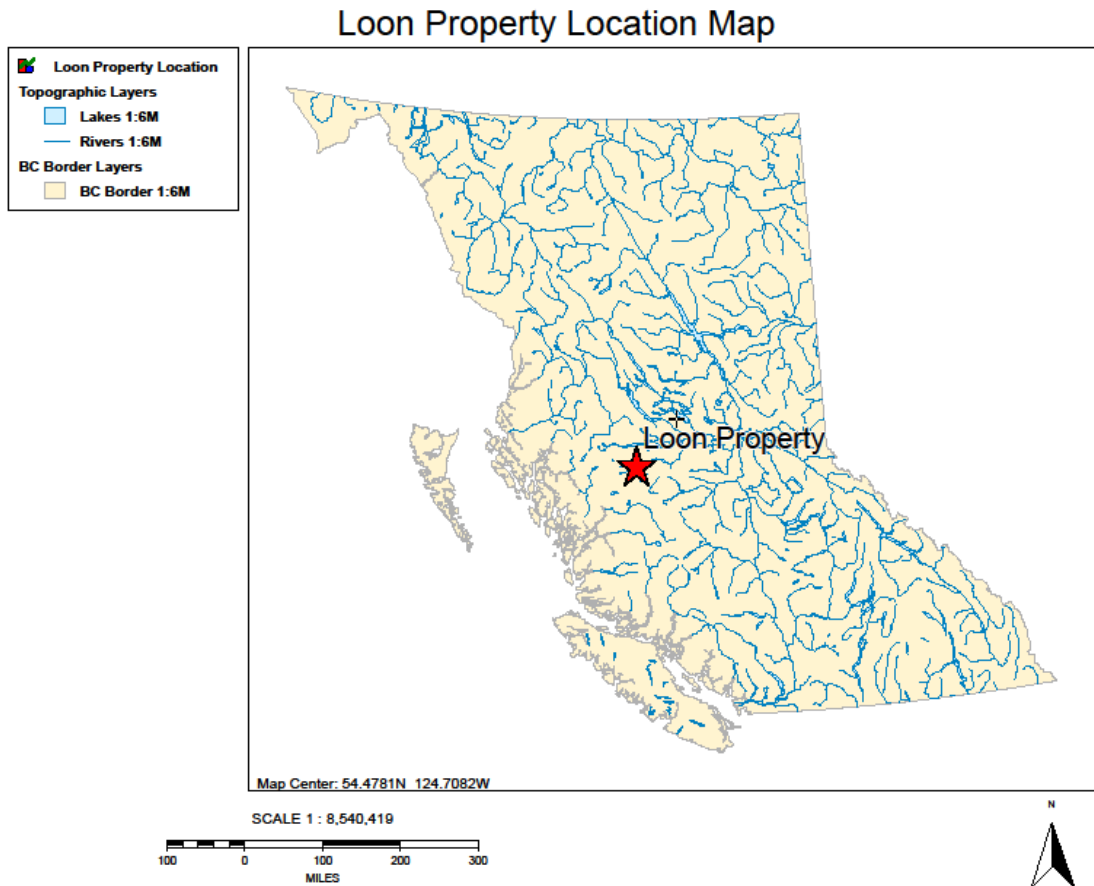 Loon Property Location Map
Loon Property Location
Topographic Layers
Lakes 1:6M
Rivers 1:6M
BC Border Layers
BC Border 1:6M
Loon Property
Map Center: 54.4781N 124.7082W
SCALE 1 : 8,540,419
100 0 100 200 300
MILES
N